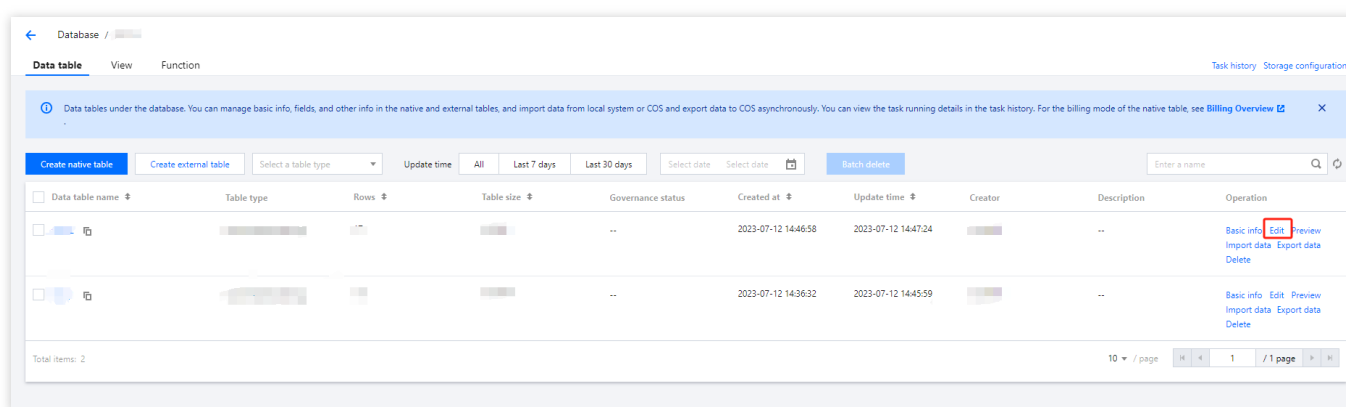 Database /
Data table View Function
Task history Storage configuration
Data tables under the database. You can manage basic info, fields, and other info in the native and external tables, and import data from local system or COS and export data to COS asynchronously. You can view the task running details in the task history. For the billing mode of the native table, see Billing Overview
.
Create native table Create external table Select a table type Update time All Last 7 days Last 30 days Select date Select date Batch delete Enter a name
Data table name Table type Rows Table size Governance status Created at Update time Creator Description Operation
-- 2023-07-12 14:46:58 2023-07-12 14:47:24 -- Basic info Edit Preview
Import data Export data
Delete
-- 2023-07-12 14:36:32 2023-07-12 14:45:59 -- Basic info Edit Preview
Import data Export data
Delete
Total items: 2 10 / page 1 / 1 page